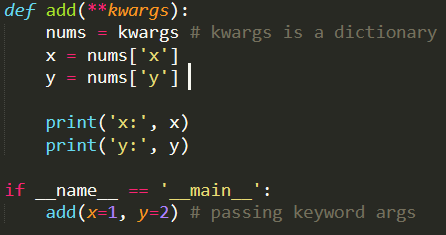 def add(**kwargs):
    nums = kwargs # kwargs is a dictionary
    x = nums['x']
    y = nums['y']

    print('x:', x)
    print('y:', y)

if __name__ == '__main__':
    add(x=1, y=2) # passing keyword args